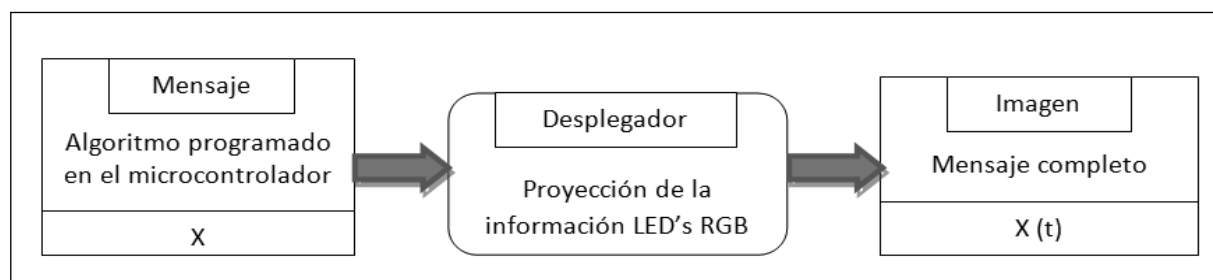 Mensaje
Algoritmo programado
en el microcontrolador
X
Desplegador
Proyección de la
información LED’s RGB
Imagen
Mensaje completo
X (t)